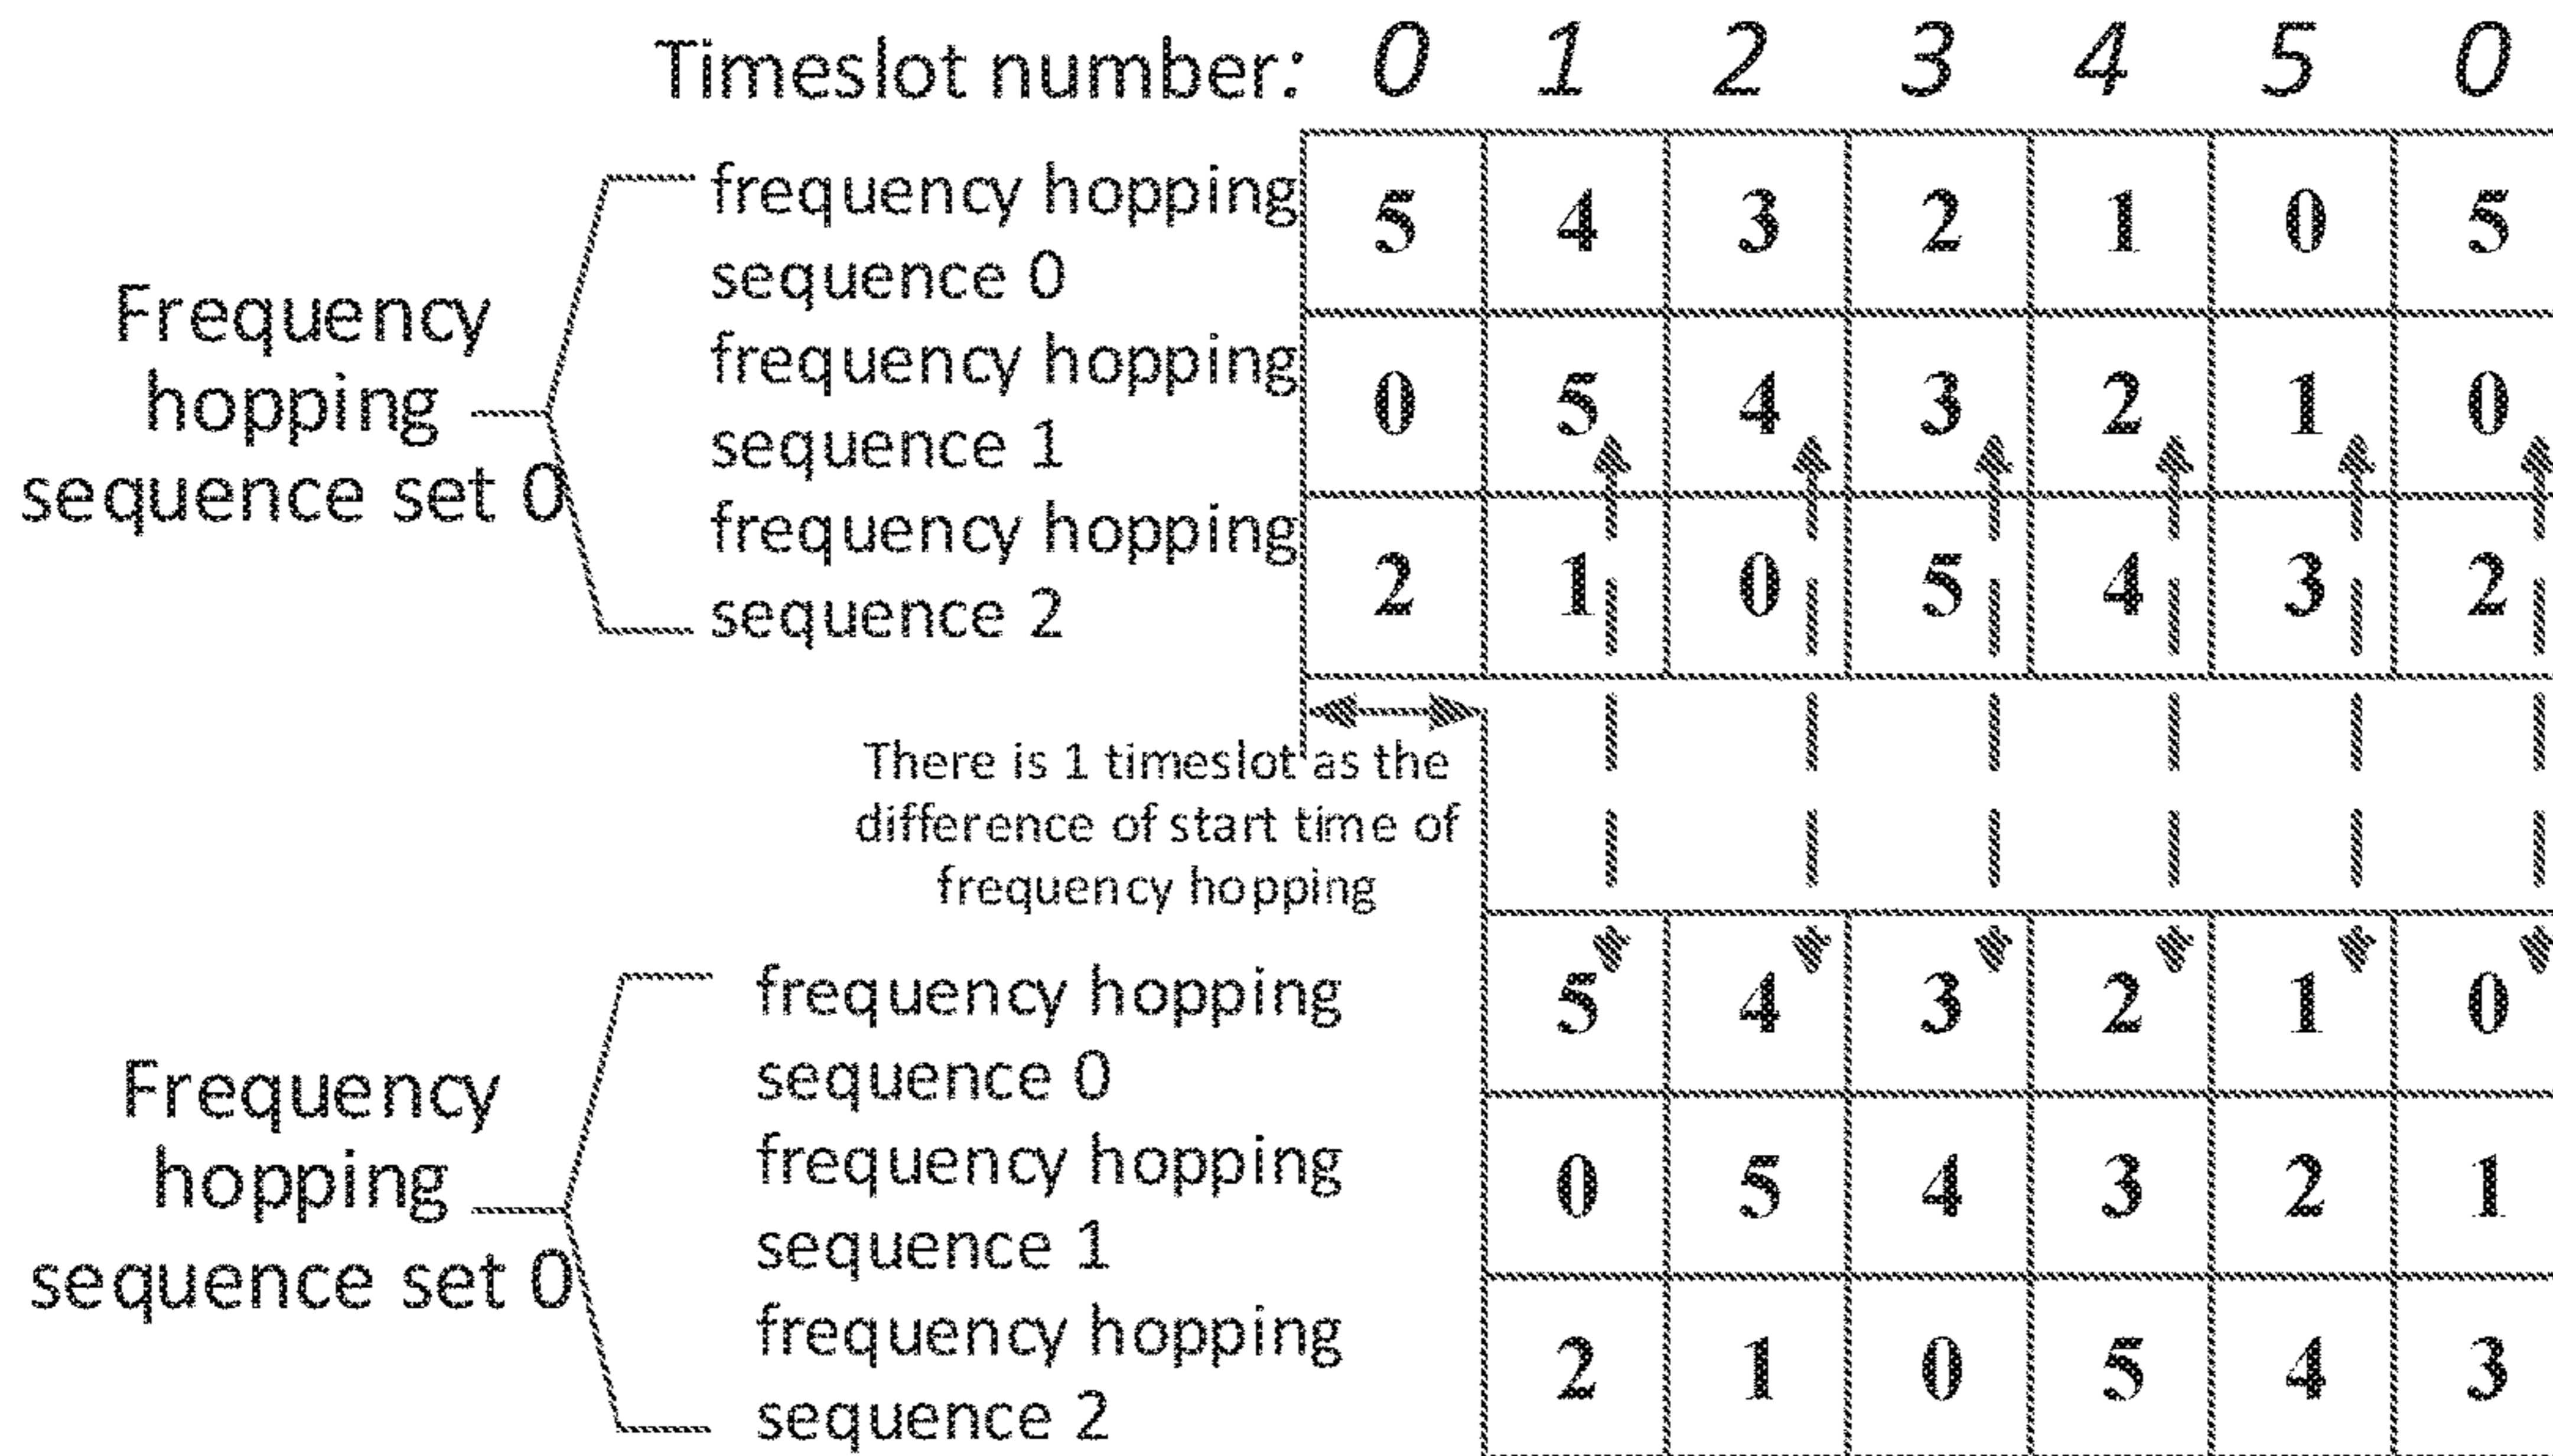 Timeslot number: 0 1 2 3 4 5 0
Frequency
hopping
sequence set 0
frequency hopping
sequence 0
frequency hopping
sequence 1
frequency hopping
sequence 2
5 4 3 2 1 0 5
0 5 4 3 2 1 0
2 1 0 5 4 3 2
There is 1 timeslot as the
difference of start time of
frequency hopping
Frequency
hopping
sequence set 0
frequency hopping
sequence 0
frequency hopping
sequence 1
frequency hopping
sequence 2
5 4 3 2 1 0
0 5 4 3 2 1
2 1 0 5 4 3